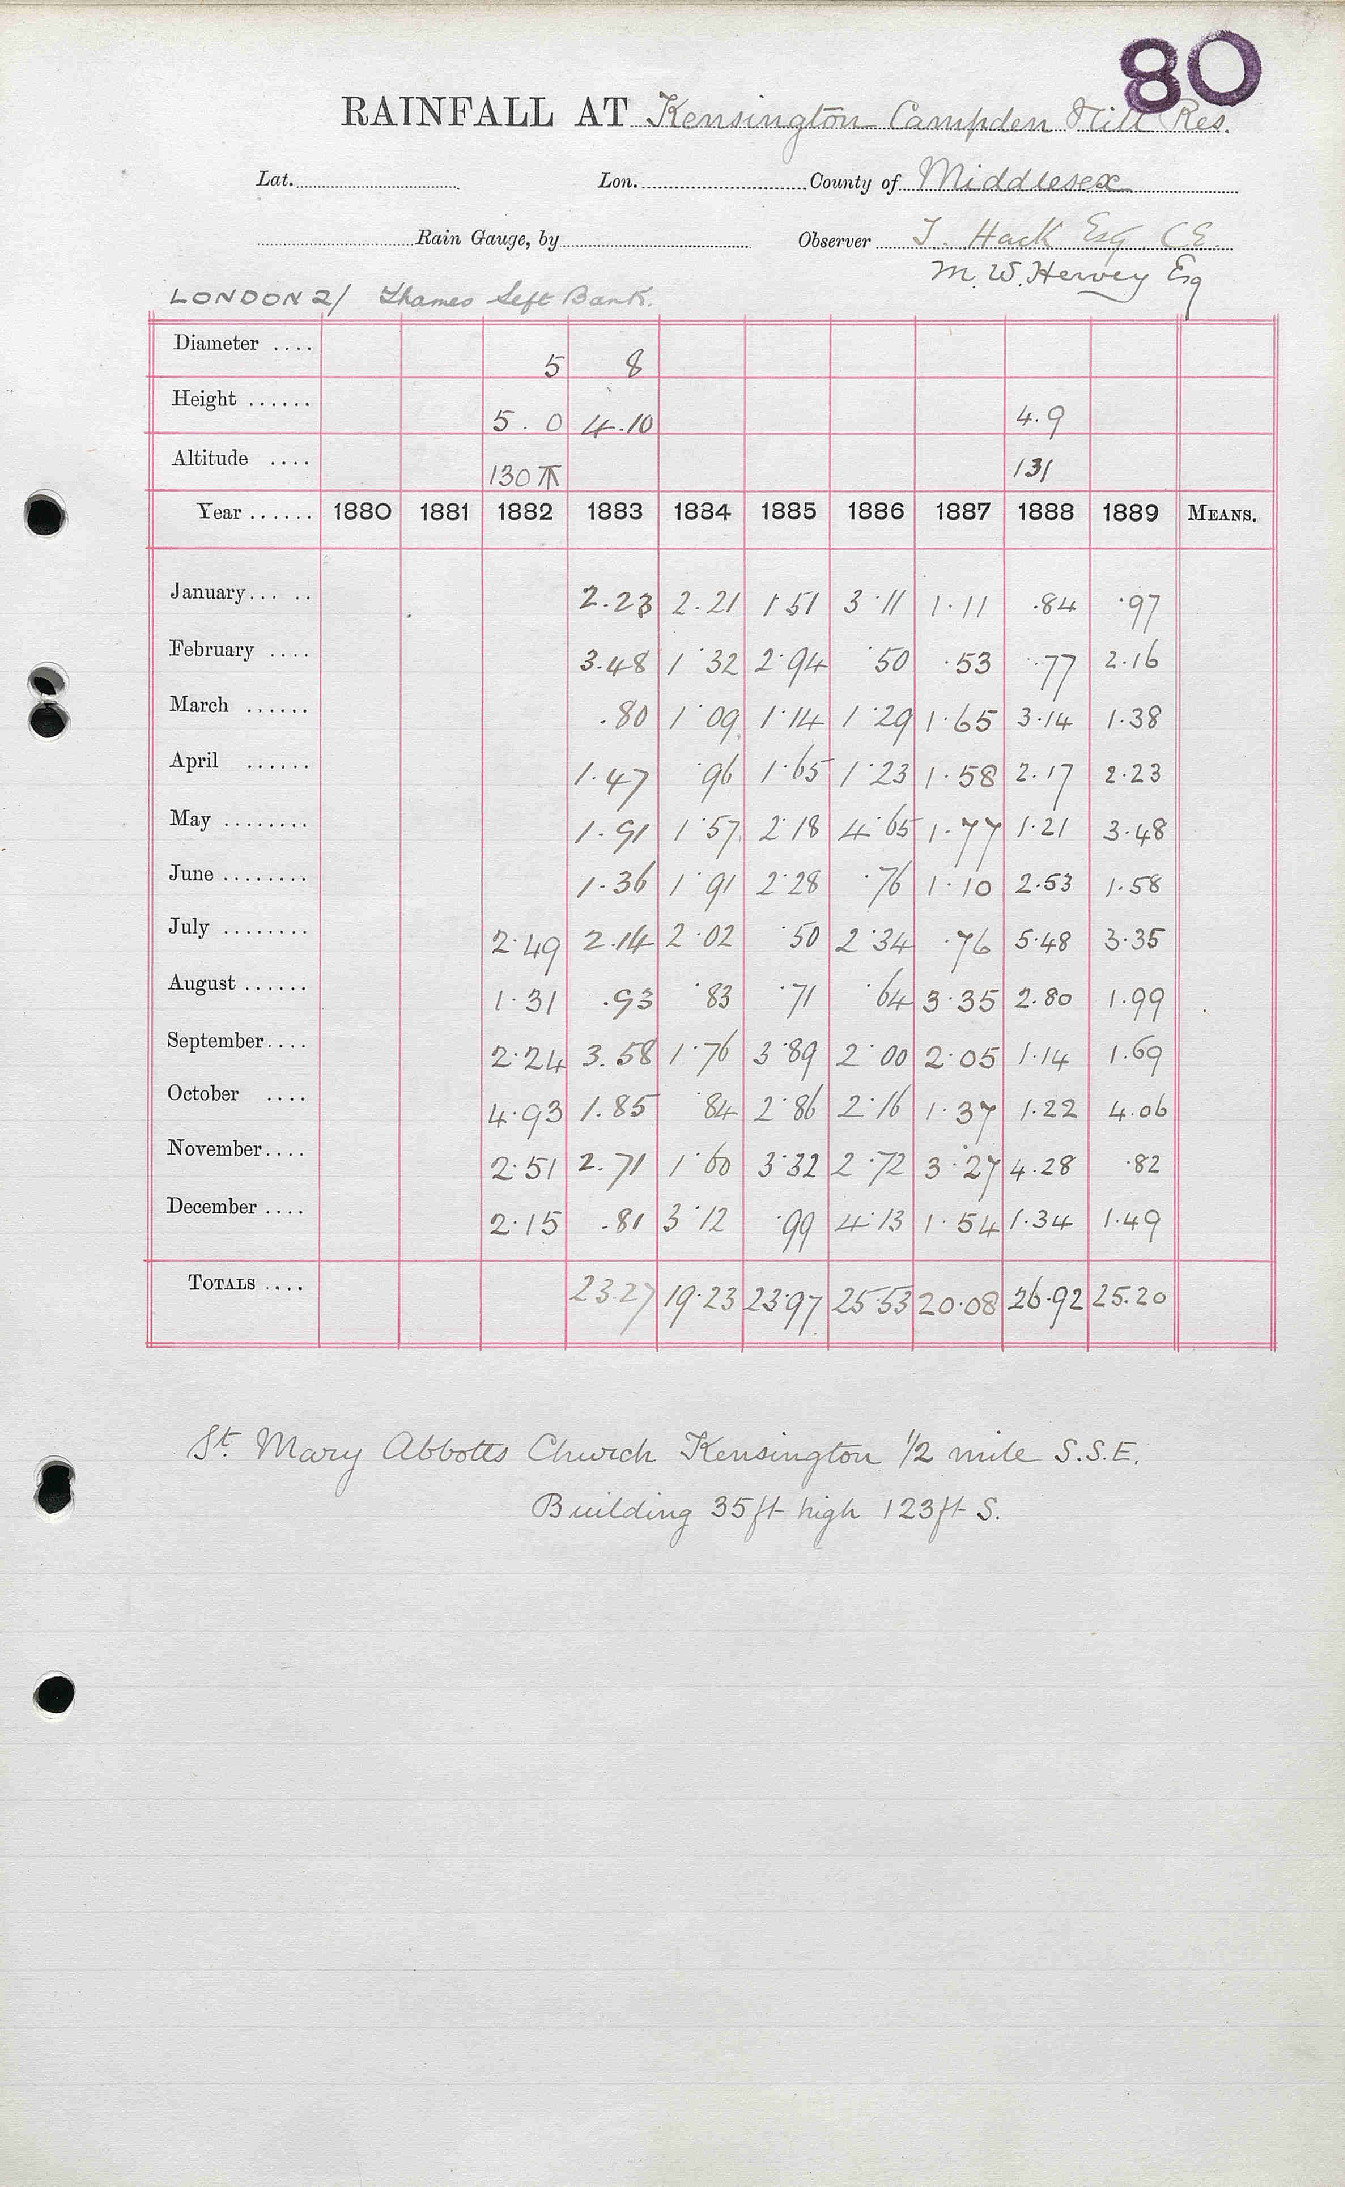 80
RAINFALL AT Kensington Campden Hill Res.
Lat. Lon. County of Middlesex
Rain Gauge, by Observer T. Hack Esq. C.E.
M. W. Hervey Esq
LONDON 2/ Thames Left Bank.
Diameter .... 5 8
Height ...... 5 . 0 4.10 4.9
Altitude .... 130 131
Year ...... 1880 1881 1882 1883 1884 1885 1886 1887 1888 1889 MEANS.
January... .. 2.23 2.21 1.51 3.11 1.11 .84 .97
February .... 3.48 1.32 2.94 .50 .53 .77 2.16
March ...... .80 1.09 1.14 1.29 1.65 3.14 1.38
April ...... 1.47 .96 1.65 1.23 1.58 2.17 2.23
May ........ 1.91 1.57 2.18 4.65 1.77 1.21 3.48
June ........ 1.36 1.91 2.28 .76 1.10 2.53 1.58
July ........ 2.49 2.14 2.02 .50 2.34 .76 5.48 3.35
August ...... 1.31 .93 .83 .71 .64 3.35 2.80 1.99
September.... 2.24 3.58 1.76 3.89 2.00 2.05 1.14 1.69
October .... 4.93 1.85 .84 2.86 2.16 1.37 1.22 4.06
November.... 2.51 2.71 1.60 3.32 2.72 3.27 4.28 .82
December .... 2.15 .81 3.12 .99 4.13 1.54 1.34 1.49
TOTALS .... 23.27 19.23 23.97 25.53 20.08 26.92 25.20
St. Mary Abbotts Church Kensington 1/2 mile S.S.E.
Building 35ft high 123ft S.